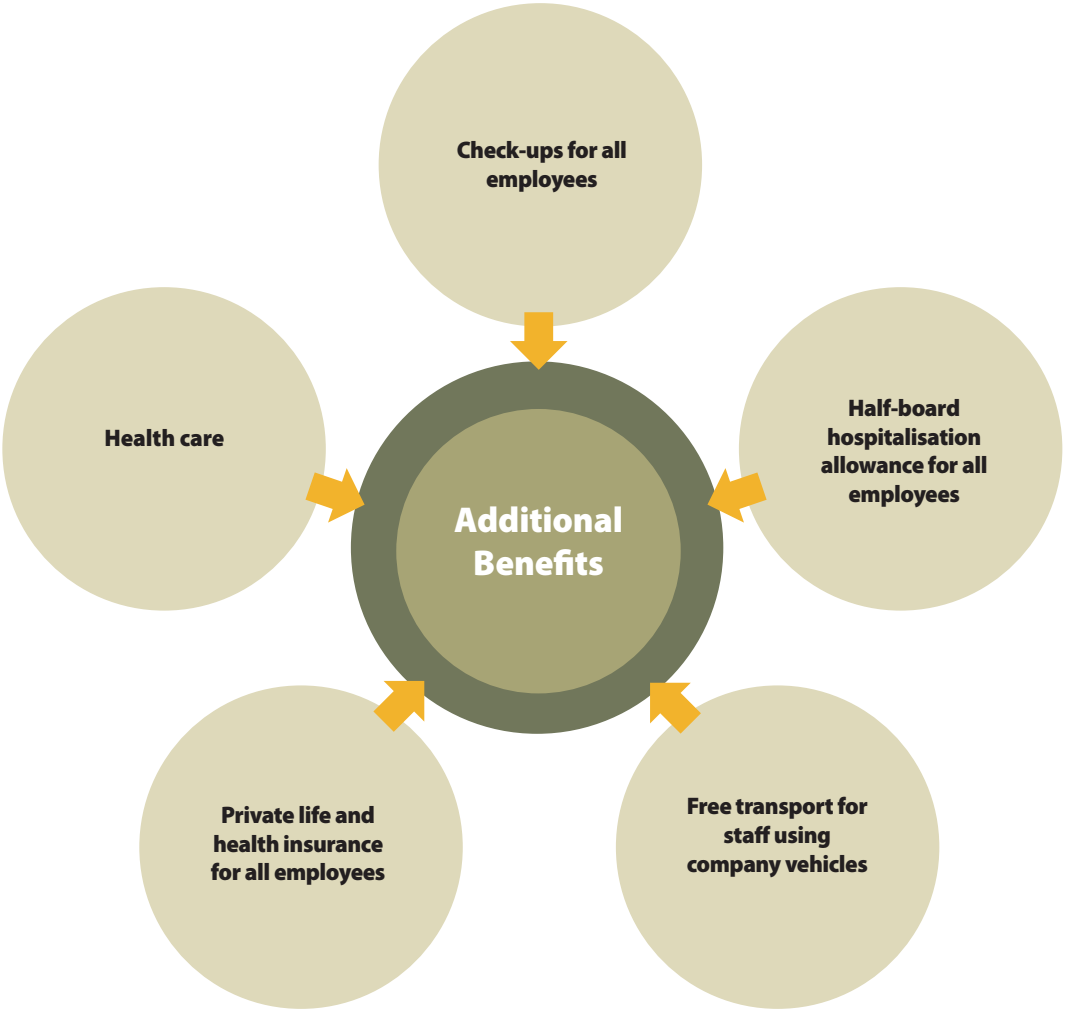 Check-ups for all
employees
Health care
Half-board
hospitalisation
allowance for all
employees
Additional
Benefits
Private life and
health insurance
for all employees
Free transport for
staff using
company vehicles